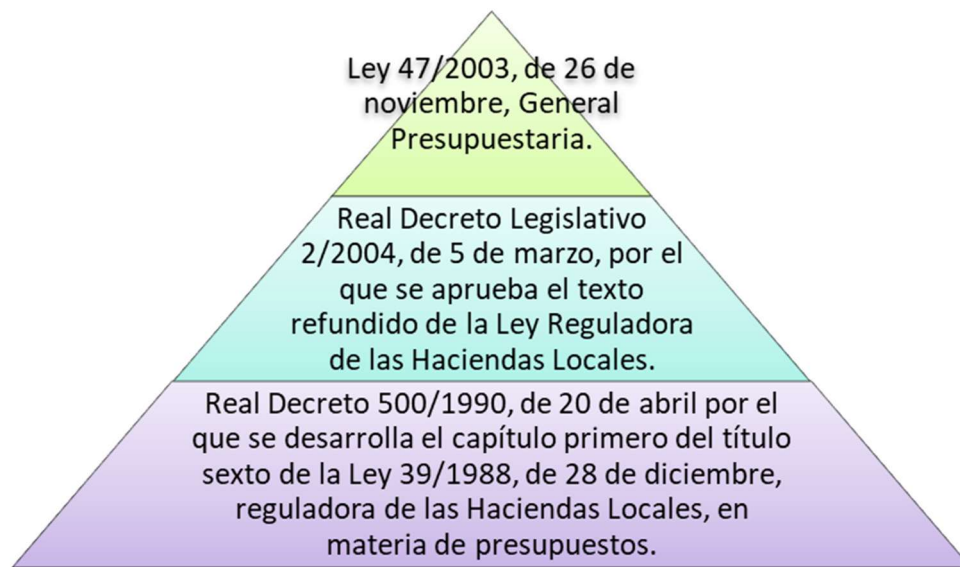 Ley 47/2003, de 26 de
noviembre, General
Presupuestaria.
Real Decreto Legislativo
2/2004, de 5 de marzo, por el
que se aprueba el texto
refundido de la Ley Reguladora
de las Haciendas Locales.
Real Decreto 500/1990, de 20 de abril por el
que se desarrolla el capítulo primero del título
sexto de la Ley 39/1988, de 28 de diciembre,
reguladora de las Haciendas Locales, en
materia de presupuestos.